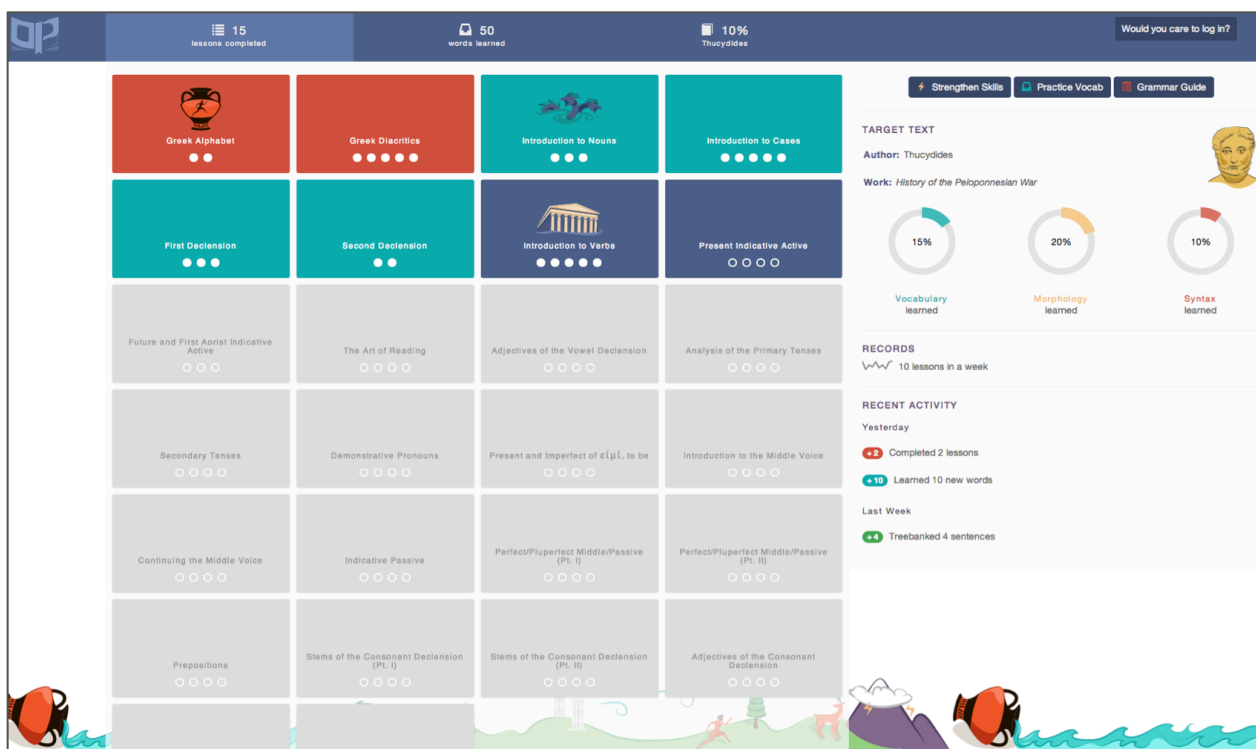 15
lessons completed
50
words learned
10%
Thucydides
Would you care to log in?
Greek Alphabet
Greek Diacritics
Introduction to Nouns
Introduction to Cases
First Declension
Second Declension
Introduction to Verbs
Present Indicative Active
Future and First Aorist Indicative
Active
The Art of Reading
Adjectives of the Vowel Declension
Analysis of the Primary Tenses
Secondary Tenses
Demonstrative Pronouns
Present and Imperfect of εἰμί, to be
Introduction to the Middle Voice
Continuing the Middle Voice
Indicative Passive
Perfect/Pluperfect Middle/Passive
(Pt. I)
Perfect/Pluperfect Middle/Passive
(Pt. II)
Prepositions
Stems of the Consonant Declension
(Pt. I)
Stems of the Consonant Declension
(Pt. II)
Adjectives of the Consonant
Declension
Strengthen Skills
Practice Vocab
Grammar Guide
TARGET TEXT
Author: Thucydides
Work: History of the Peloponnesian War
15%
20%
10%
Vocabulary
learned
Morphology
learned
Syntax
learned
RECORDS
10 lessons in a week
RECENT ACTIVITY
Yesterday
+2 Completed 2 lessons
+10 Learned 10 new words
Last Week
+4 Treebanked 4 sentences